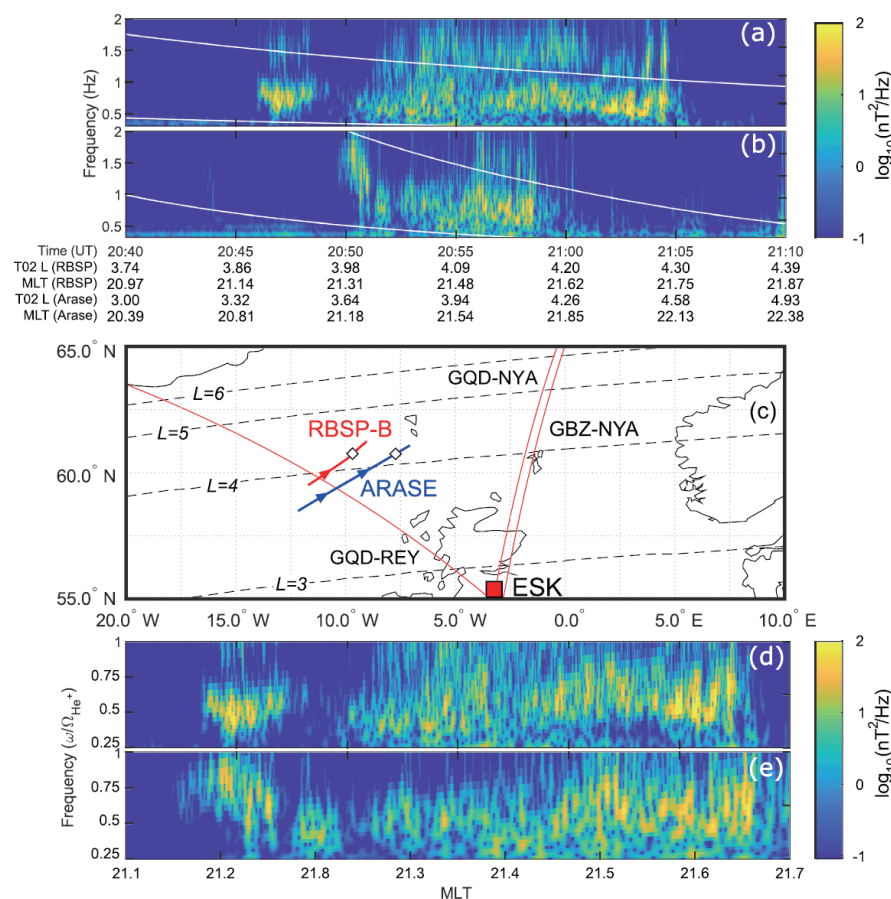 2
(a)
2
1.5
1
0.5
Frequency (Hz)
2
(b)
1.5
1
0.5
1
0
-1
log10(nT²/Hz)
Time (UT) 20:40 20:45 20:50 20:55 21:00 21:05 21:10
T02 L (RBSP) 3.74 3.86 3.98 4.09 4.20 4.30 4.39
MLT (RBSP) 20.97 21.14 21.31 21.48 21.62 21.75 21.87
T02 L (Arase) 3.00 3.32 3.64 3.94 4.26 4.58 4.93
MLT (Arase) 20.39 20.81 21.18 21.54 21.85 22.13 22.38
65.0° N
GQD-NYA
L=6
(c)
L=5
RBSP-B
GBZ-NYA
60.0° N
L=4
ARASE
GQD-REY
L=3
ESK
55.0° N
20.0° W 15.0° W 10.0° W 5.0° W 0.0° 5.0° E 10.0° E
1
(d)
2
0.75
0.5
0.25
Frequency (ω/ΩHe+)
1
(e)
0.75
0.5
0.25
1
0
-1
log10(nT²/Hz)
21.1 21.2 21.8 21.3 21.4 21.5 21.6 21.7
MLT